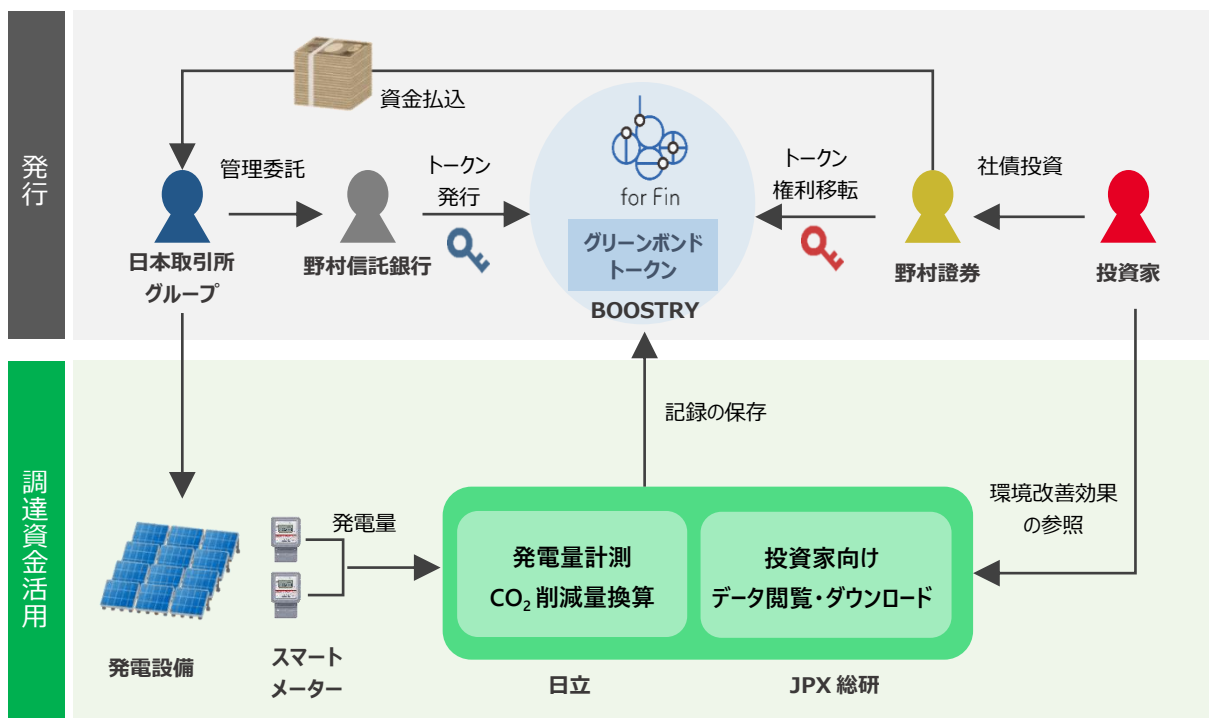 発行
資金払込
管理委託
トークン
発行
for Fin
トークン
権利移転
社債投資
グリーンボンド
トークン
日本取引所
グループ
野村信託銀行
BOOSTRY
野村證券
投資家
調達資金活用
記録の保存
環境改善効果
の参照
発電量
発電量計測
CO₂削減量換算
投資家向け
データ閲覧・ダウンロード
発電設備
スマート
メーター
日立
JPX 総研